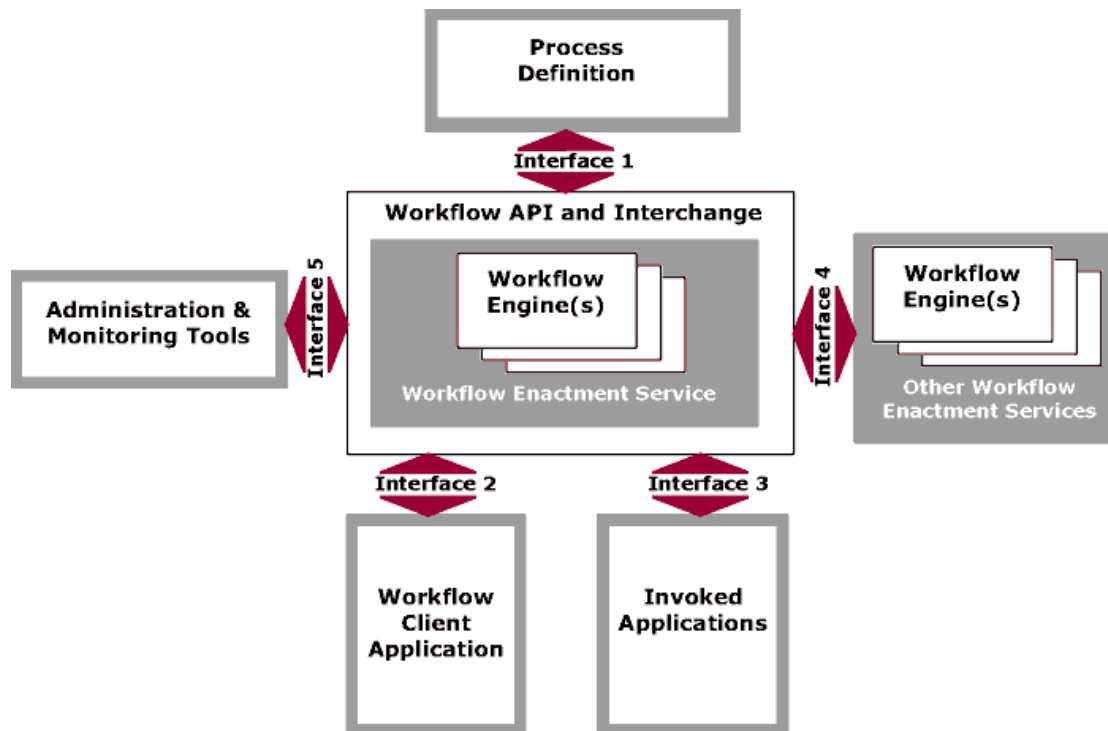 Process
Definition
Interface 1
Workflow API and Interchange
Workflow
Engine(s)
Workflow Enactment Service
Interface 5
Administration &
Monitoring Tools
Interface 4
Workflow
Engine(s)
Other Workflow
Enactment Services
Interface 2
Interface 3
Workflow
Client
Application
Invoked
Applications